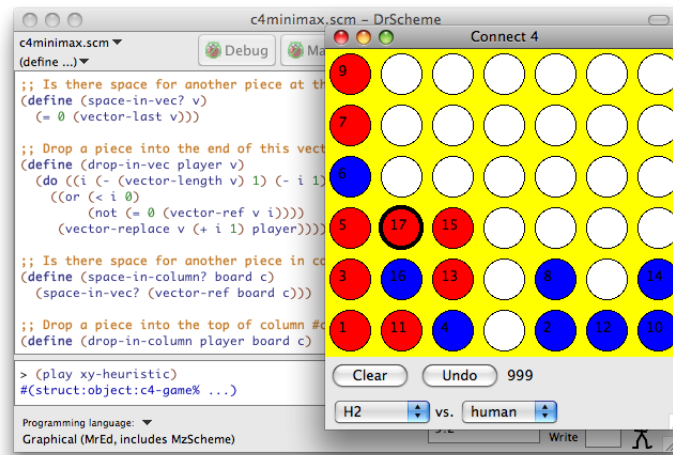 c4minimax.scm - DrScheme
c4minimax.scm
(define ...)
Debug
Ma
;; Is there space for another piece at th
(define (space-in-vec? v)
(= 0 (vector-last v)))
;; Drop a piece into the end of this vect
(define (drop-in-vec player v)
(do ((i (- (vector-length v) 1) (- i 1)
((or (< i 0)
(not (= 0 (vector-ref v i))))
(vector-replace v (+ i 1) player))))
;; Is there space for another piece in co
(define (space-in-column? board c)
(space-in-vec? (vector-ref board c)))
;; Drop a piece into the top of column #c
(define (drop-in-column player board c)
> (play xy-heuristic)
#(struct:object:c4-game% ...)
Programming language:
Graphical (MrEd, includes MzScheme)
Write
Connect 4
9
7
6
5 17 15
3 16 13 8 14
1 11 4 2 12 10
Clear Undo 999
H2 vs. human